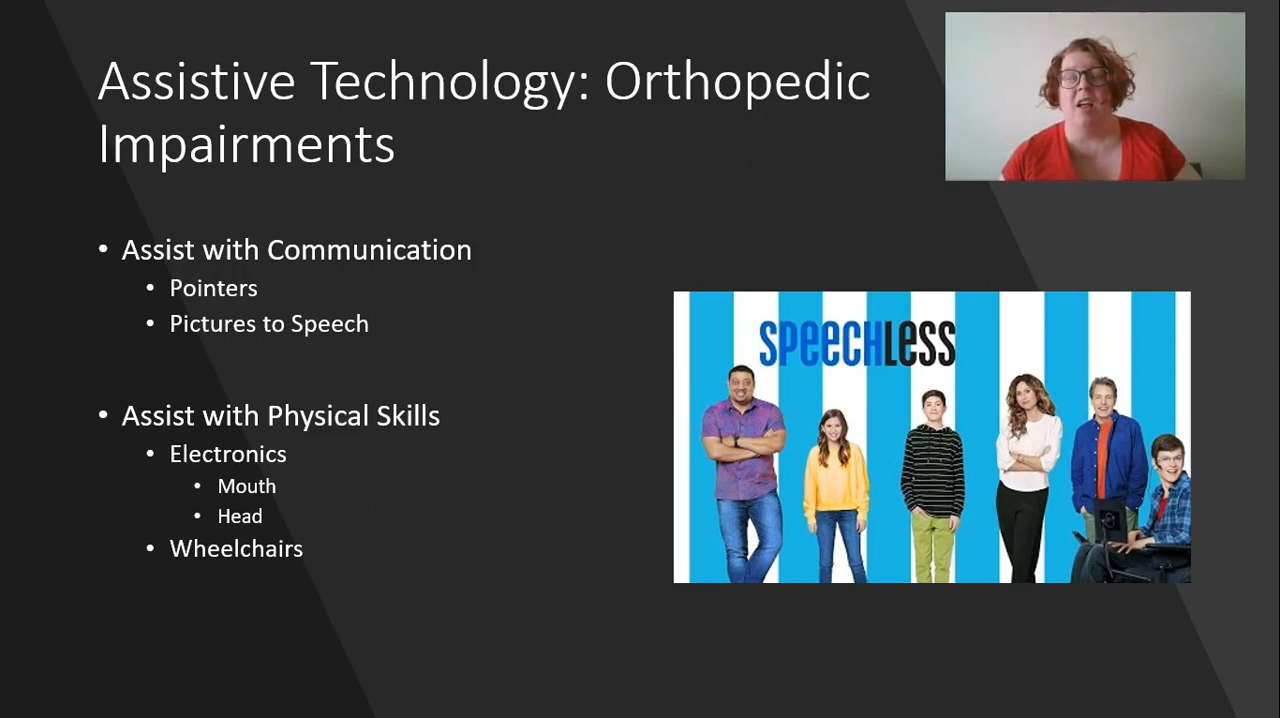 Assistive Technology: Orthopedic
Impairments
• Assist with Communication
• Pointers
• Pictures to Speech
• Assist with Physical Skills
• Electronics
• Mouth
• Head
• Wheelchairs
SPEECHLESS